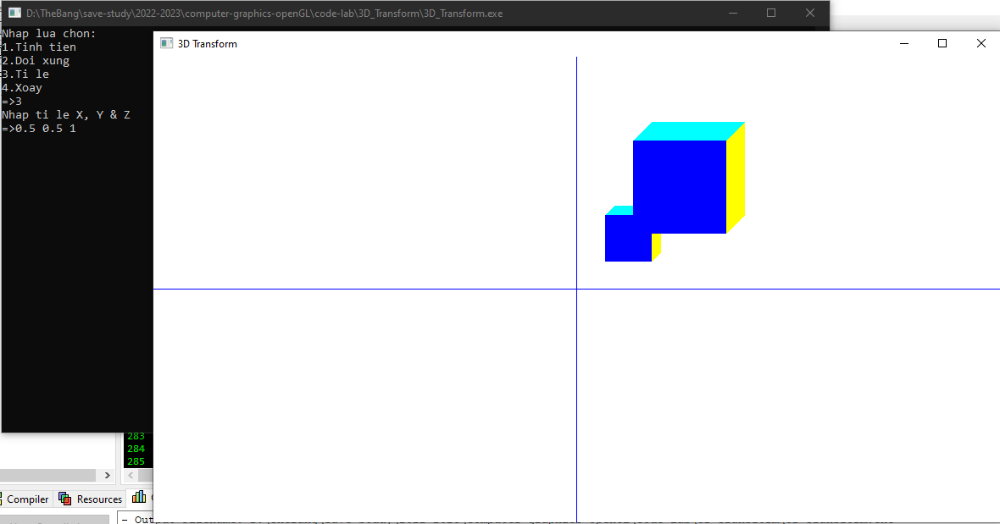 D:\TheBang\save-study\2022-2023\computer-graphics-openGL\code-lab\3D_Transform\3D_Transform.exe
Nhap lua chon:
1.Tinh tien
2.Doi xung
3.Ti le
4.Xoay
=>3
Nhap ti le X, Y & Z
=>0.5 0.5 1
3D Transform
283
284
285
Compiler
Resources